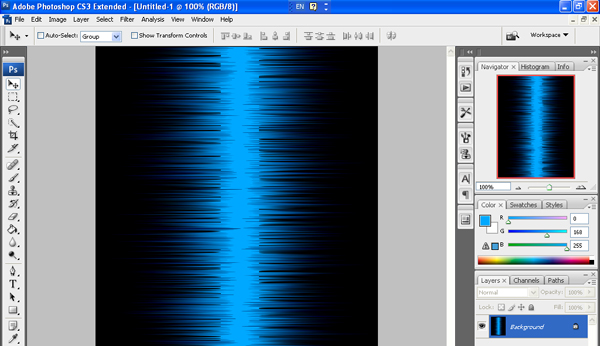 Adobe Photoshop CS3 Extended - [Untitled-1 @ 100% (RGB/8)]
EN
File Edit Image Layer Select Filter Analysis View Window Help
Auto-Select: Group Show Transform Controls
Workspace
Ps
Navigator Histogram Info
100%
Color Swatches Styles
R 0
G 168
B 255
Layers Channels Paths
Normal Opacity: 100%
Lock: Fill: 100%
Background